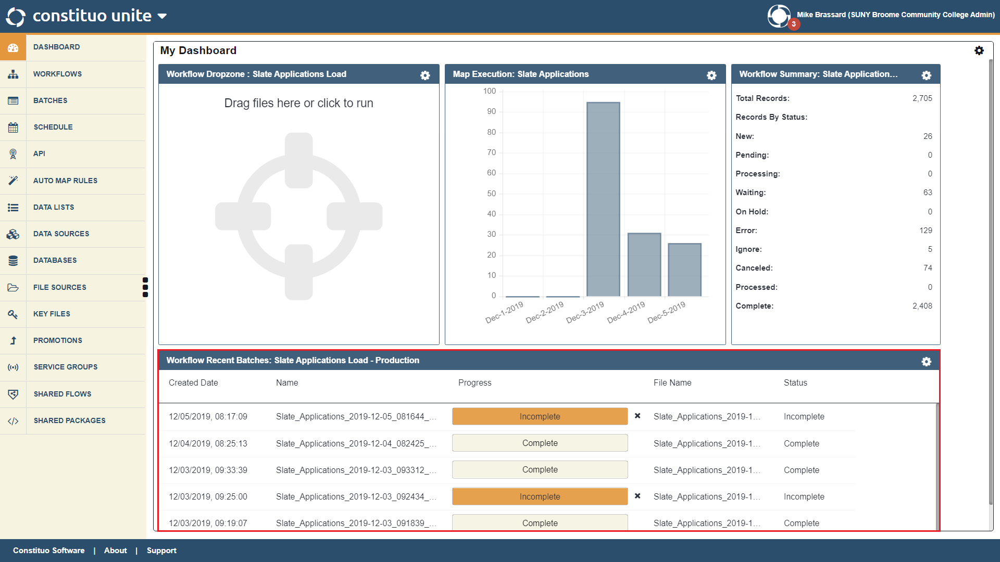 constituo unite
Mike Brassard (SUNY Broome Community College Admin)
3
DASHBOARD
WORKFLOWS
BATCHES
SCHEDULE
API
AUTO MAP RULES
DATA LISTS
DATA SOURCES
DATABASES
FILE SOURCES
KEY FILES
PROMOTIONS
SERVICE GROUPS
SHARED FLOWS
SHARED PACKAGES
My Dashboard
Workflow Dropzone : Slate Applications Load
Drag files here or click to run
Map Execution: Slate Applications
100
90
80
70
60
50
40
30
20
10
0
Dec-1-2019 Dec-2-2019 Dec-3-2019 Dec-4-2019 Dec-5-2019
Workflow Summary: Slate Application...
Total Records: 2,705
Records By Status:
New: 26
Pending: 0
Processing: 0
Waiting: 63
On Hold: 0
Error: 129
Ignore: 5
Canceled: 74
Processed: 0
Complete: 2,408
Workflow Recent Batches: Slate Applications Load - Production
Created Date Name Progress File Name Status
12/05/2019, 08:17:09 Slate_Applications_2019-12-05_081644_... Incomplete Slate_Applications_2019-1... Incomplete
12/04/2019, 08:25:13 Slate_Applications_2019-12-04_082425_... Complete Slate_Applications_2019-1... Complete
12/03/2019, 09:33:39 Slate_Applications_2019-12-03_093312_... Complete Slate_Applications_2019-1... Complete
12/03/2019, 09:25:00 Slate_Applications_2019-12-03_092434_... Incomplete Slate_Applications_2019-1... Incomplete
12/03/2019, 09:19:07 Slate_Applications_2019-12-03_091839_... Complete Slate_Applications_2019-1... Complete
Constituo Software | About | Support